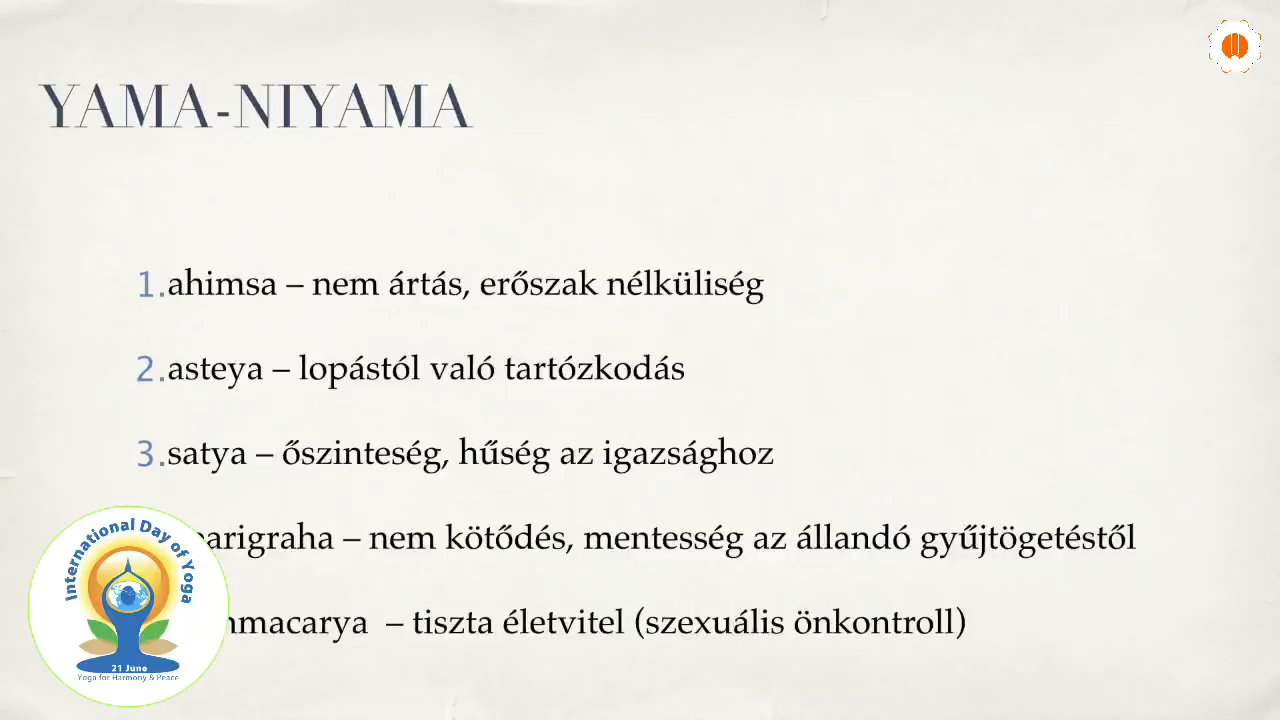 YAMA-NIYAMA
1. ahimsa – nem ártás, erőszak nélküliség
2. asteya – lopástól való tartózkodás
3. satya – őszinteség, hűség az igazsághoz
– nem kötődés, mentesség az állandó gyűjtögetéstől
– tiszta életvitel (szexuális önkontroll)
International Day of Yoga
21 June
Yoga for Harmony & Peace